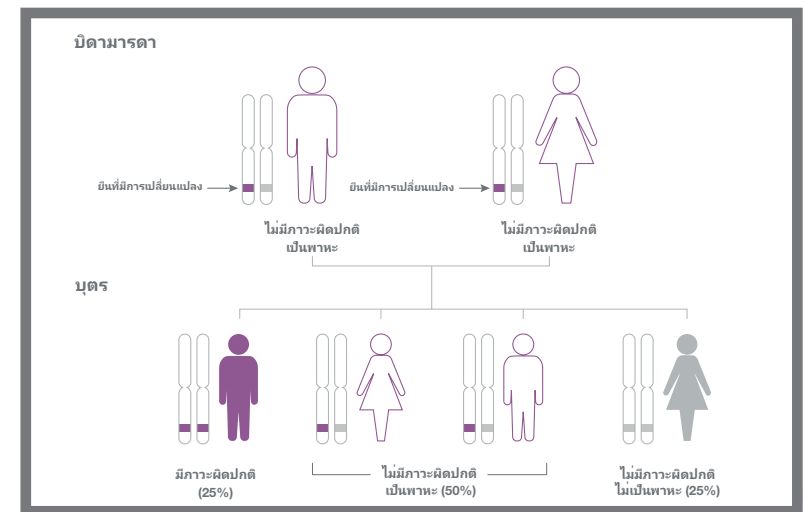 บิดามารดา
ยีนที่มีการเปลี่ยนแปลง
ยีนที่มีการเปลี่ยนแปลง
ไม่มีภาวะผิดปกติ
เป็นพาหะ
ไม่มีภาวะผิดปกติ
เป็นพาหะ
บุตร
มีภาวะผิดปกติ
(25%)
ไม่มีภาวะผิดปกติ
เป็นพาหะ (50%)
ไม่มีภาวะผิดปกติ
ไม่เป็นพาหะ (25%)